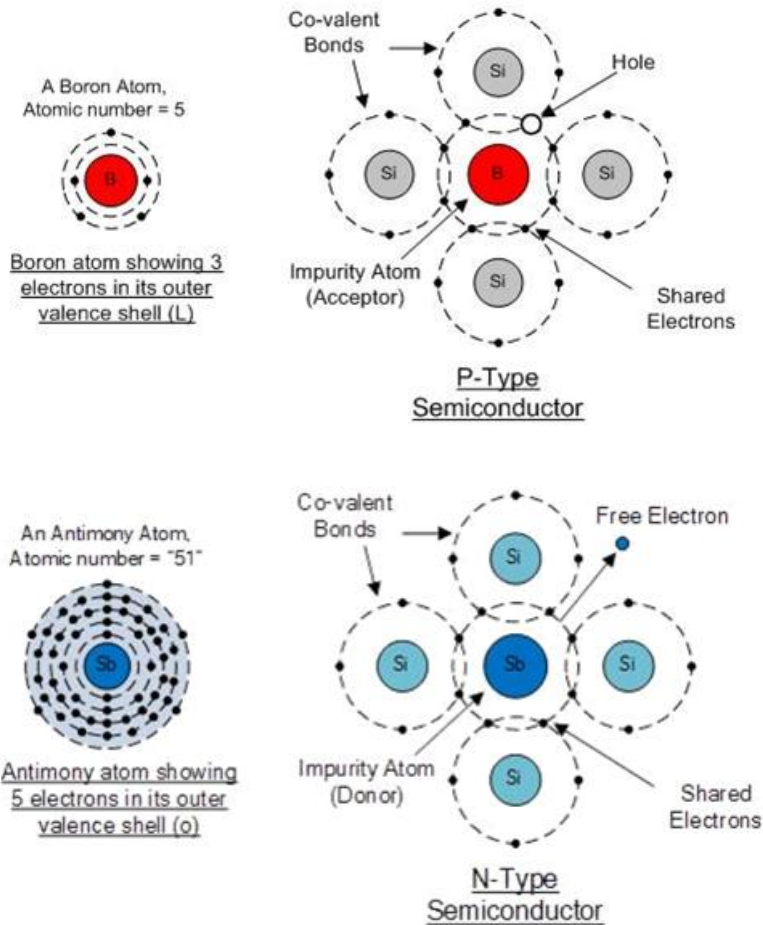 A Boron Atom,
Atomic number = 5
B
Boron atom showing 3
electrons in its outer
valence shell (L)
Co-valent
Bonds
Hole
Si
Si
B
Si
Si
Impurity Atom
(Acceptor)
Shared
Electrons
P-Type
Semiconductor
An Antimony Atom,
Atomic number = "51"
Sb
Antimony atom showing
5 electrons in its outer
valence shell (o)
Co-valent
Bonds
Free Electron
Si
Si
Sb
Si
Si
Impurity Atom
(Donor)
Shared
Electrons
N-Type
Semiconductor